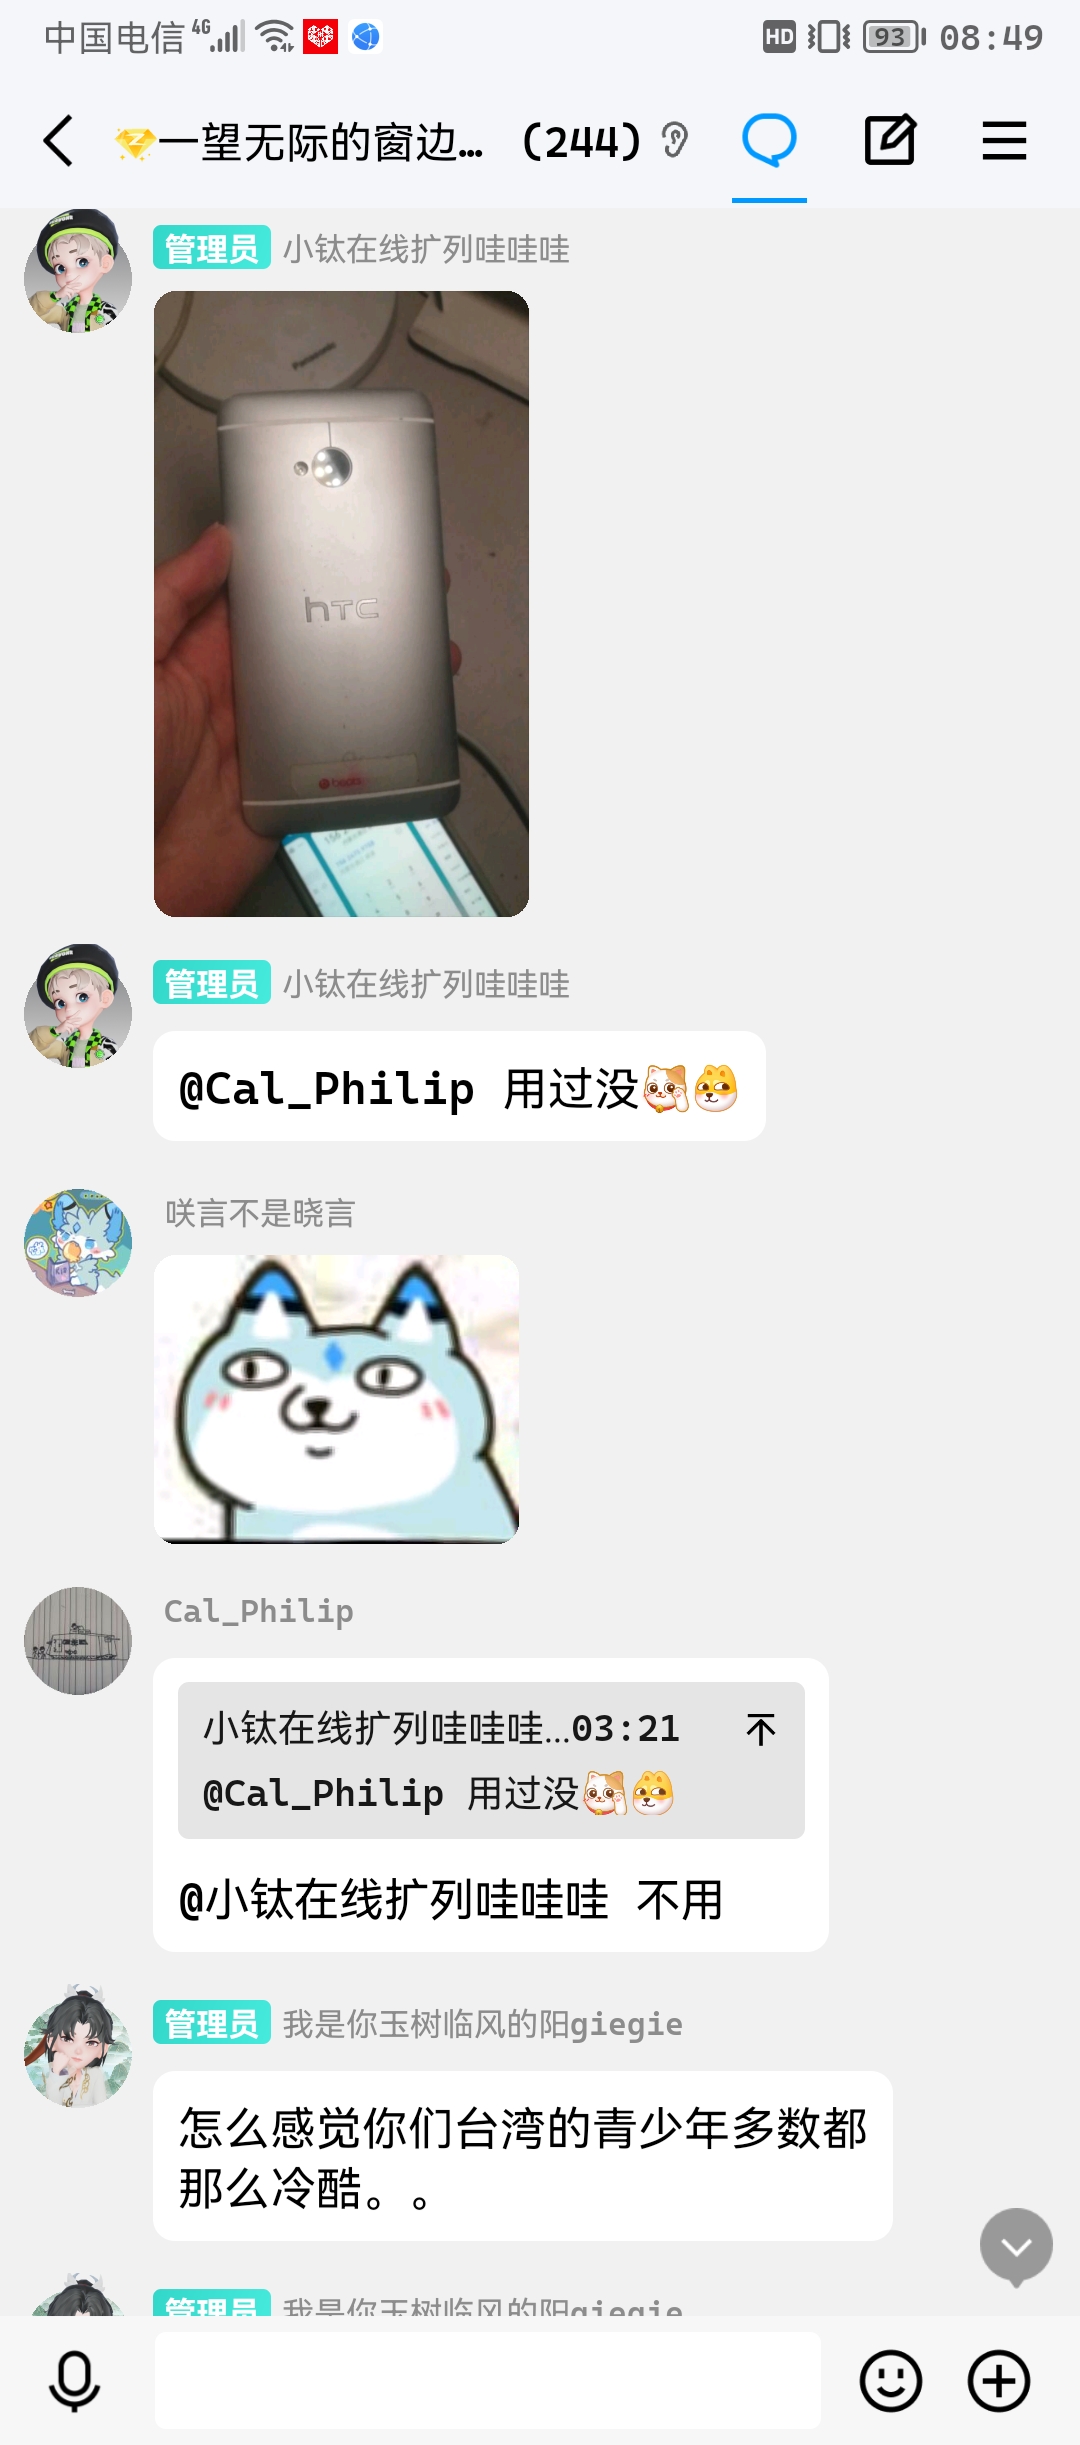 中国电信 4G HD 93 08:49
一望无际的窗边... (244)
管理员 小钛在线扩列哇哇哇
Panasonic
hTC
beats
管理员 小钛在线扩列哇哇哇
@Cal_Philip 用过没
咲言不是晓言
Cal_Philip
小钛在线扩列哇哇哇...03:21
@Cal_Philip 用过没
@小钛在线扩列哇哇哇 不用
管理员 我是你玉树临风的阳giegie
怎么感觉你们台湾的青少年多数都
那么冷酷。。
管理员 我是你玉树临风的阳giegie